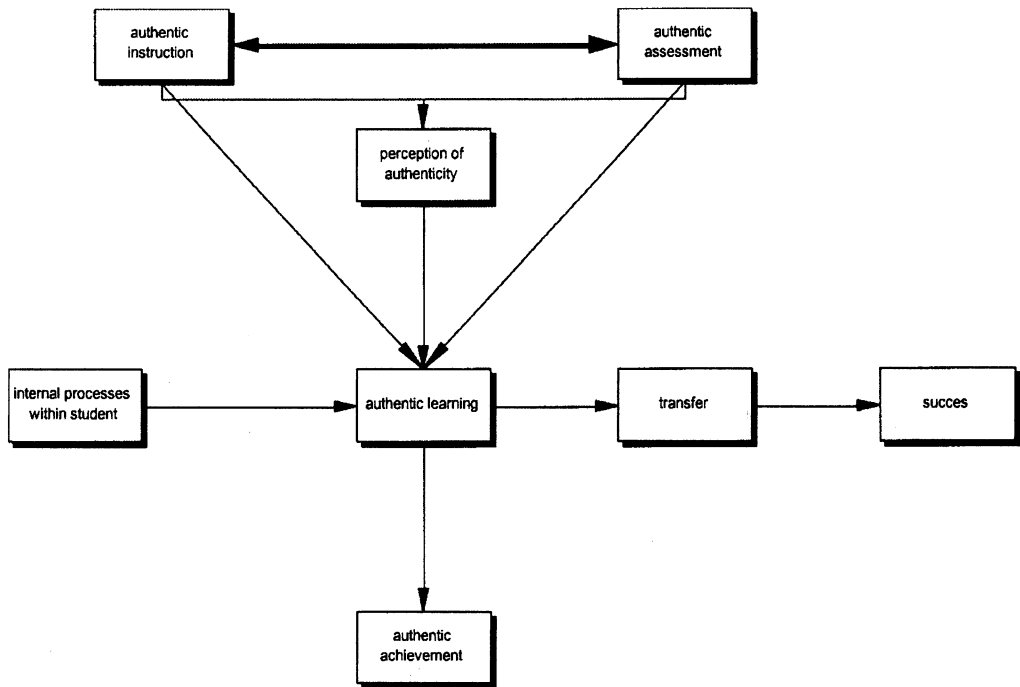 authentic
instruction
authentic
assessment
perception of
authenticity
internal processes
within student
authentic learning
transfer
succes
authentic
achievement